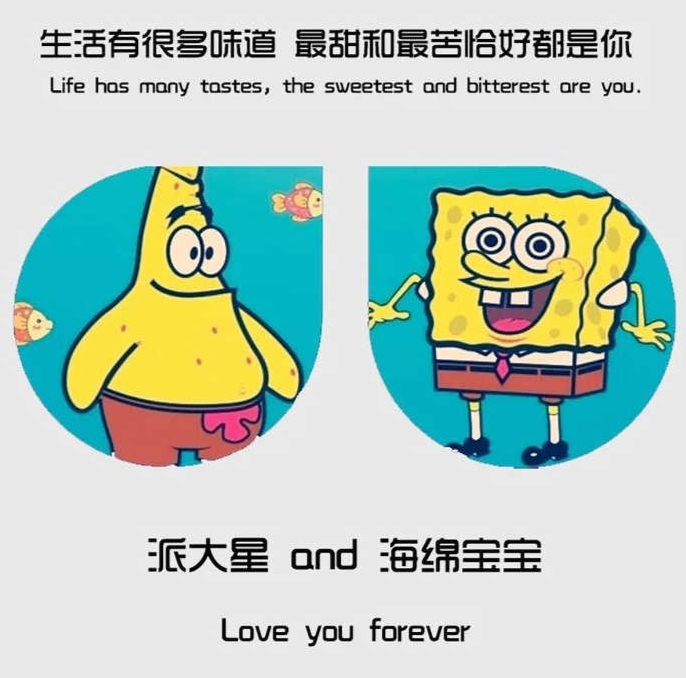 生活有很多味道 最甜和最苦恰好都是你
Life has many tastes, the sweetest and bitterest are you.
派大星 and 海绵宝宝
Love you forever